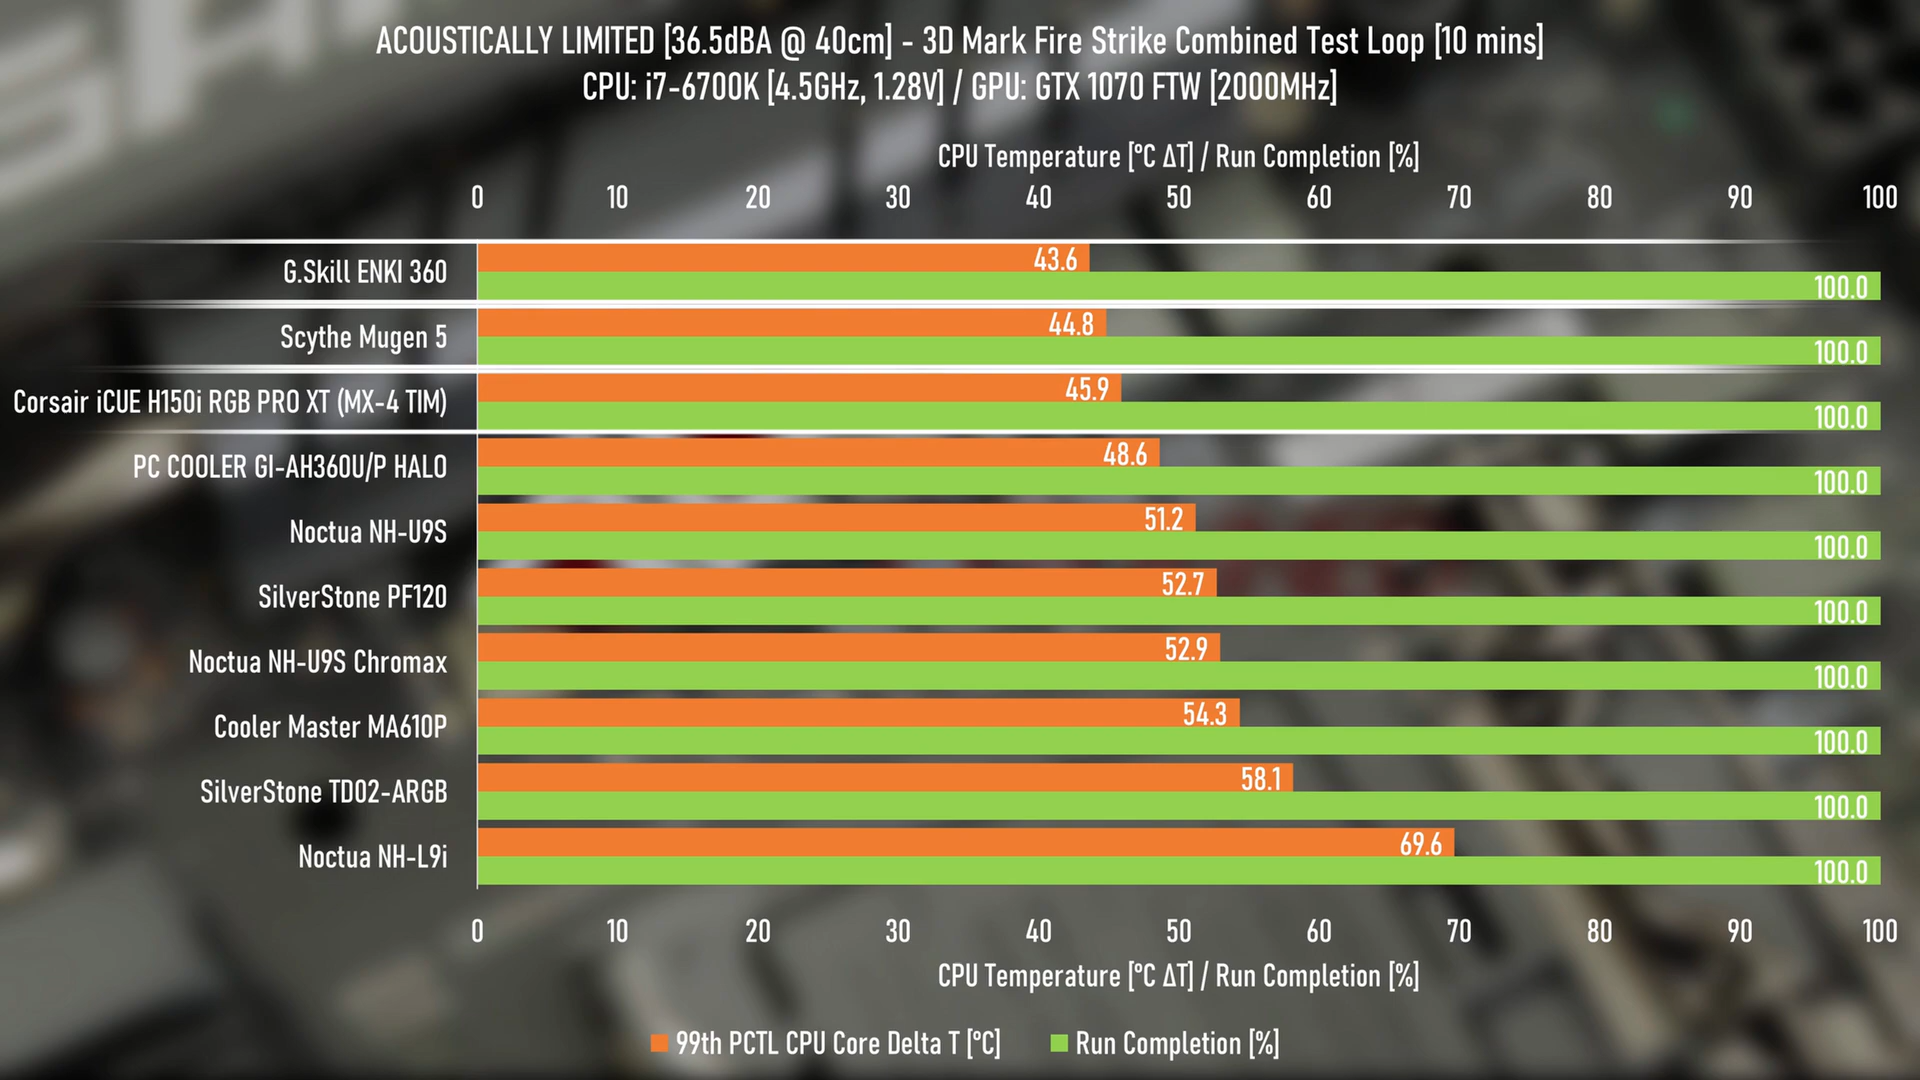 ACOUSTICALLY LIMITED [36.5dBA @ 40cm] - 3D Mark Fire Strike Combined Test Loop [10 mins]
CPU: i7-6700K [4.5GHz, 1.28V] / GPU: GTX 1070 FTW [2000MHz]
CPU Temperature [°C ΔT] / Run Completion [%]
0 10 20 30 40 50 60 70 80 90 100
G.Skill ENKI 360 43.6 100.0
Scythe Mugen 5 44.8 100.0
Corsair iCUE H150i RGB PRO XT (MX-4 TIM) 45.9 100.0
PC COOLER GI-AH360U/P HALO 48.6 100.0
Noctua NH-U9S 51.2 100.0
SilverStone PF120 52.7 100.0
Noctua NH-U9S Chromax 52.9 100.0
Cooler Master MA610P 54.3 100.0
SilverStone TD02-ARGB 58.1 100.0
Noctua NH-L9i 69.6 100.0
0 10 20 30 40 50 60 70 80 90 100
CPU Temperature [°C ΔT] / Run Completion [%]
99th PCTL CPU Core Delta T [°C] Run Completion [%]